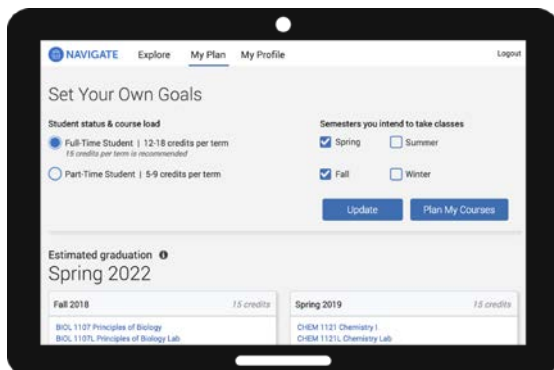 NAVIGATE Explore My Plan My Profile Logout
Set Your Own Goals
Student status & course load
Full-Time Student | 12-18 credits per term
15 credits per term is recommended
Part-Time Student | 5-9 credits per term
Semesters you intend to take classes
Spring Summer
Fall Winter
Update Plan My Courses
Estimated graduation
Spring 2022
Fall 2018 15 credits
BIOL 1107 Principles of Biology
BIOL 1107L Principles of Biology Lab
Spring 2019 15 credits
CHEM 1121 Chemistry I
CHEM 1121L Chemistry Lab